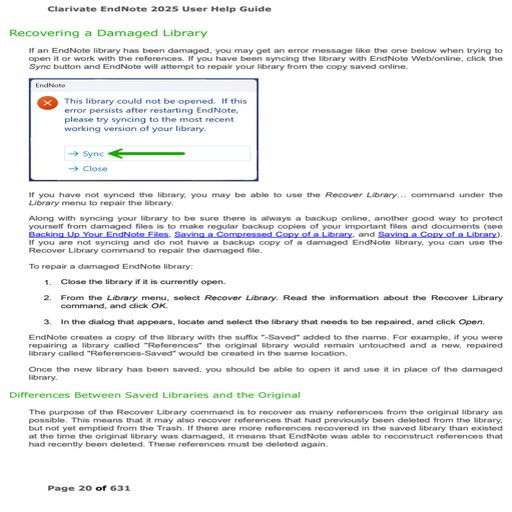 Clarivate EndNote 2025 User Help Guide
Recovering a Damaged Library
If an EndNote library has been damaged, you may get an error message like the one below when trying to
open it or work with the references. If you have been syncing the library with EndNote Web/online, click the
Sync button and EndNote will attempt to repair your library from the copy saved online.
EndNote
This library could not be opened. If this
error persists after restarting EndNote,
please try syncing to the most recent
working version of your library.
→ Sync
→ Close
If you have not synced the library, you may be able to use the Recover Library... command under the
Library menu to repair the library.
Along with syncing your library to be sure there is always a backup online, another good way to protect
yourself from damaged files is to make regular backup copies of your important files and documents (see
Backing Up Your EndNote Files, Saving a Compressed Copy of a Library, and Saving a Copy of a Library).
If you are not syncing and do not have a backup copy of a damaged EndNote library, you can use the
Recover Library command to repair the damaged file.
To repair a damaged EndNote library:
1. Close the library if it is currently open.
2. From the Library menu, select Recover Library. Read the information about the Recover Library
command, and click OK.
3. In the dialog that appears, locate and select the library that needs to be repaired, and click Open.
EndNote creates a copy of the library with the suffix "-Saved" added to the name. For example, if you were
repairing a library called "References" the original library would remain untouched and a new, repaired
library called "References-Saved" would be created in the same location.
Once the new library has been saved, you should be able to open it and use it in place of the damaged
library.
Differences Between Saved Libraries and the Original
The purpose of the Recover Library command is to recover as many references from the original library as
possible. This means that it may also recover references that had previously been deleted from the library,
but not yet emptied from the Trash. If there are more references recovered in the saved library than existed
at the time the original library was damaged, it means that EndNote was able to reconstruct references that
had recently been deleted. These references must be deleted again.
Page 20 of 631